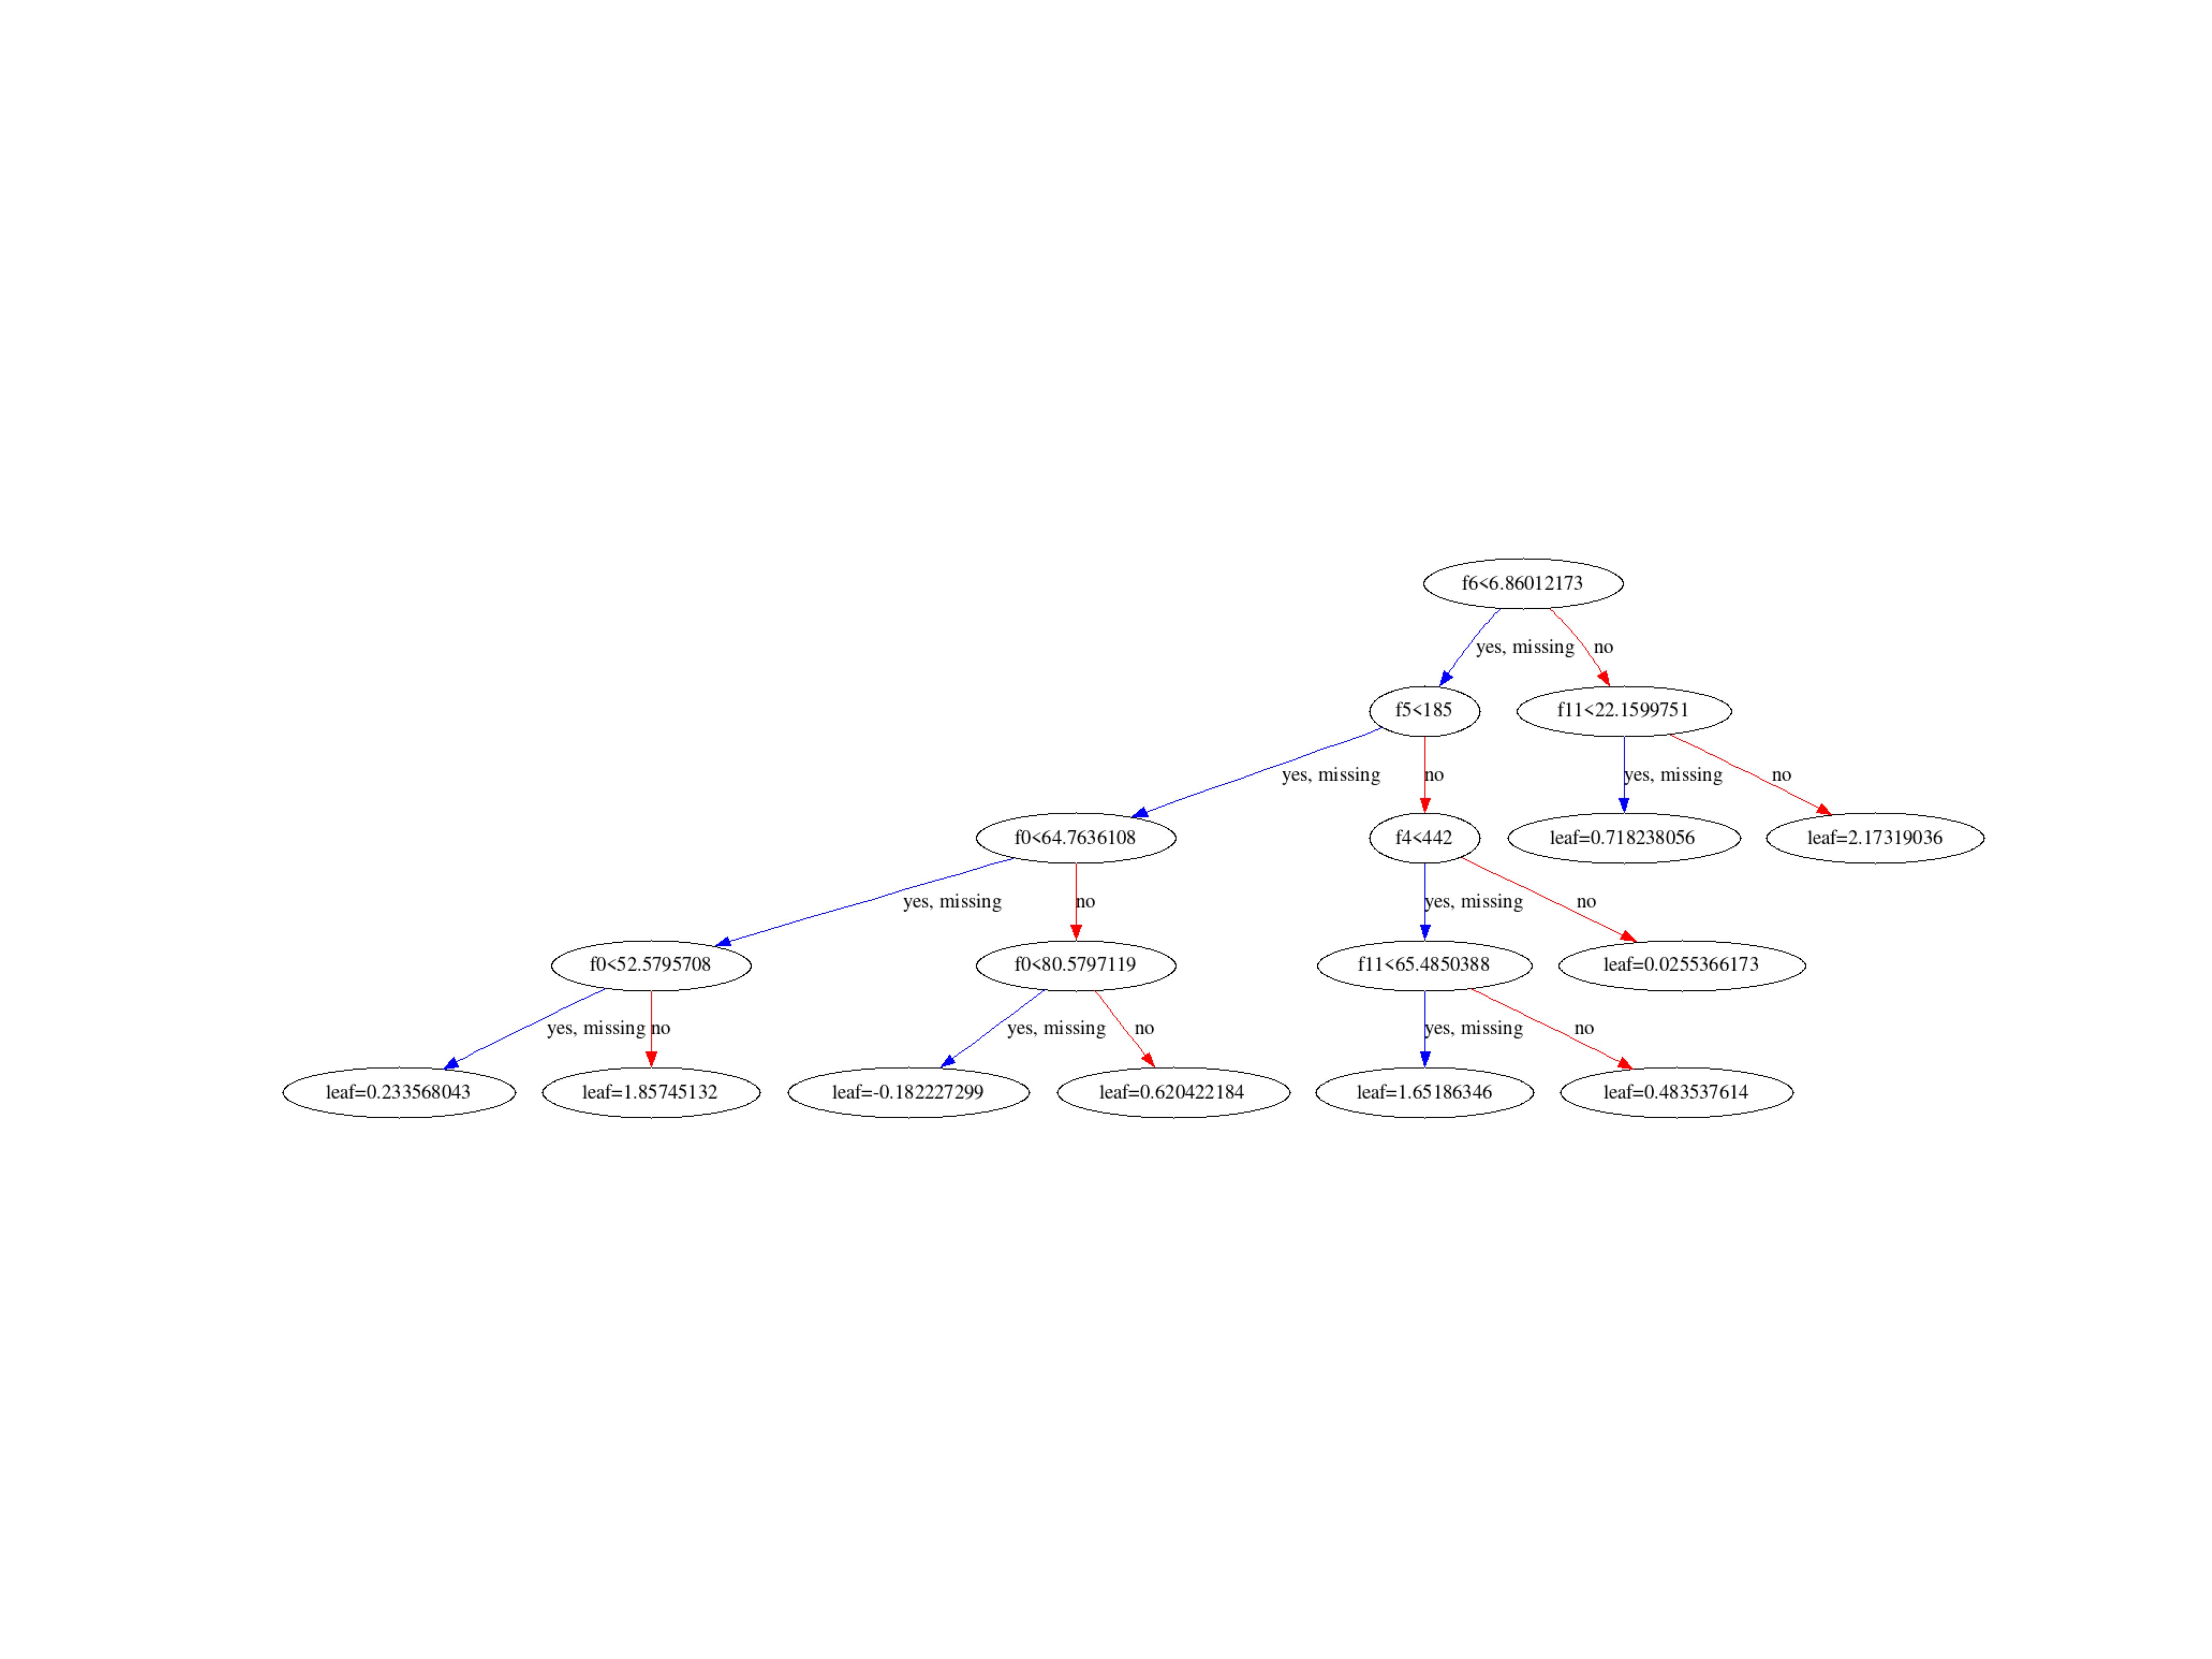 f6<6.86012173
yes, missing no
f5<185 f11<22.1599751
yes, missing no yes, missing no
f0<64.7636108 f4<442 leaf=0.718238056 leaf=2.17319036
yes, missing no yes, missing no
f0<52.5795708 f0<80.5797119 f11<65.4850388 leaf=0.0255366173
yes, missing no yes, missing no yes, missing no
leaf=0.233568043 leaf=1.85745132 leaf=-0.182227299 leaf=0.620422184 leaf=1.65186346 leaf=0.483537614